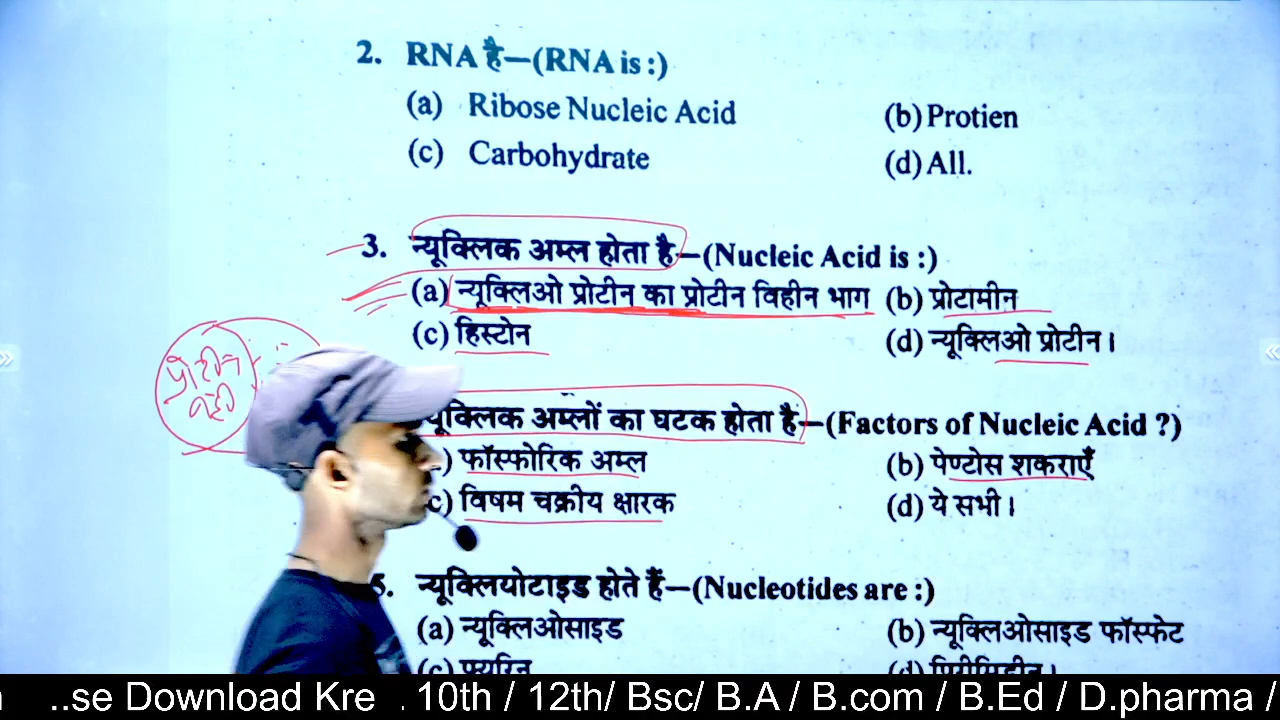 2. RNA है—(RNA is :)
(a) Ribose Nucleic Acid (b) Protien
(c) Carbohydrate (d) All.
3. न्यूक्लिक अम्ल होता है—(Nucleic Acid is :)
(a) न्यूक्लिओ प्रोटीन का प्रोटीन विहीन भाग (b) प्रोटामीन
(c) हिस्टोन (d) न्यूक्लिओ प्रोटीन।
प्रोटीन
नही
यूक्लिक अम्लों का घटक होता है—(Factors of Nucleic Acid ?)
) फॉस्फोरिक अम्ल (b) पेण्टोस शकराएँ
c) विषम चक्रीय क्षारक (d) ये सभी।
5. न्यूक्लियोटाइड होते हैं—(Nucleotides are :)
(a) न्यूक्लिओसाइड (b) न्यूक्लिओसाइड फॉस्फेट
(c) प्यूरिन (d) पिरीमिडीन।
..se Download Kre . 10th / 12th/ Bsc/ B.A / B.com / B.Ed / D.pharma /